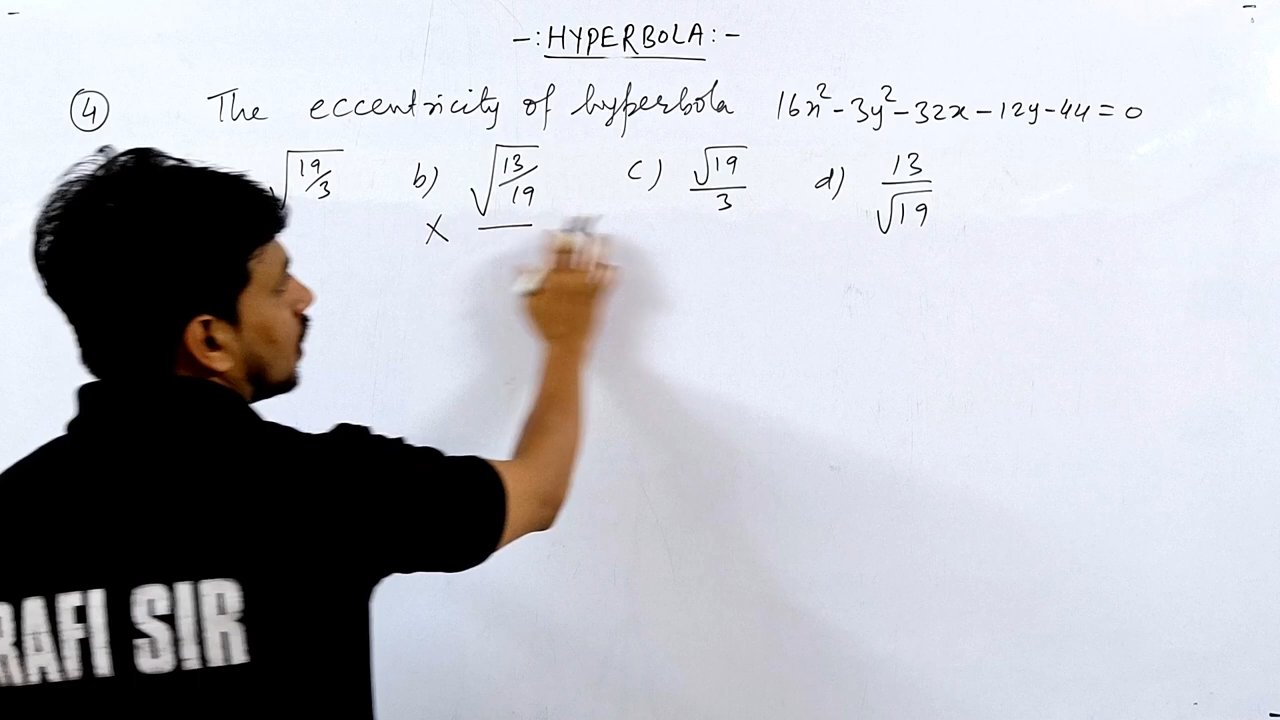 -: HYPERBOLA :-
④ The eccentricity of hyperbola 16x²-3y²-32x-12y-44=0
√19/3 b) √13/19 c) √19/3 d) 13/√19
X
RAFI SIR